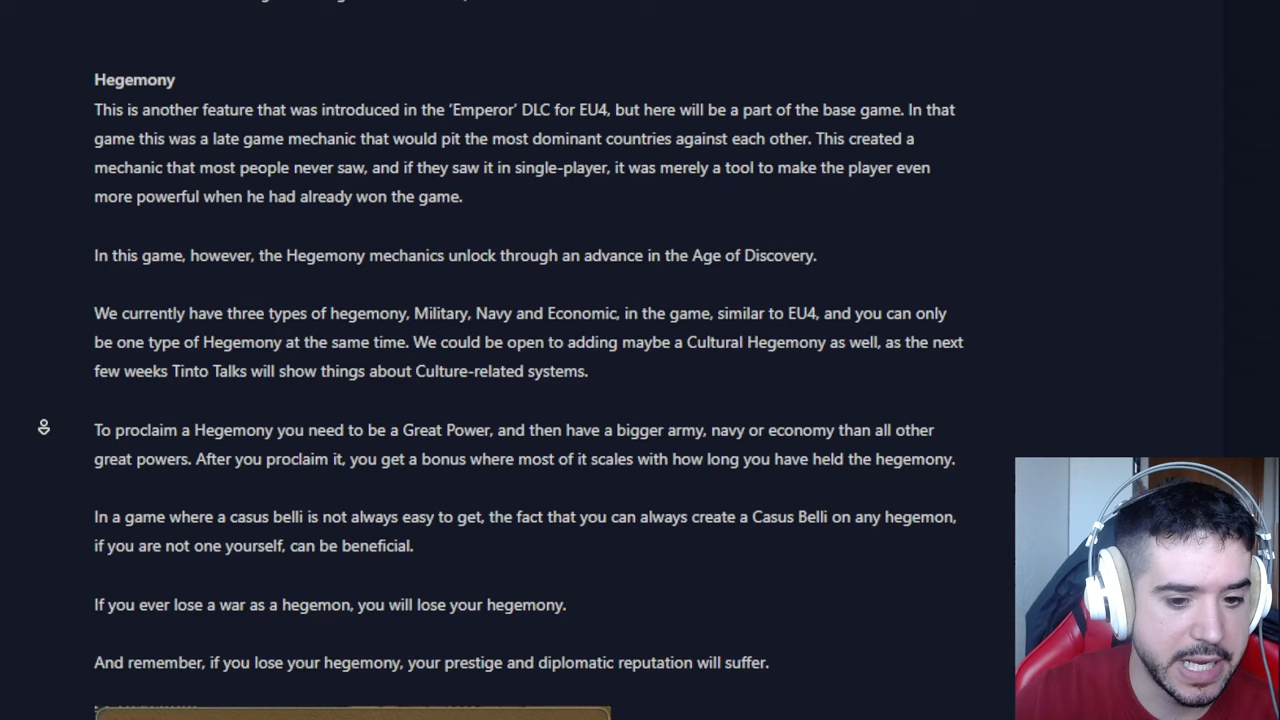 Hegemony
This is another feature that was introduced in the ‘Emperor’ DLC for EU4, but here will be a part of the base game. In that
game this was a late game mechanic that would pit the most dominant countries against each other. This created a
mechanic that most people never saw, and if they saw it in single-player, it was merely a tool to make the player even
more powerful when he had already won the game.
In this game, however, the Hegemony mechanics unlock through an advance in the Age of Discovery.
We currently have three types of hegemony, Military, Navy and Economic, in the game, similar to EU4, and you can only
be one type of Hegemony at the same time. We could be open to adding maybe a Cultural Hegemony as well, as the next
few weeks Tinto Talks will show things about Culture-related systems.
To proclaim a Hegemony you need to be a Great Power, and then have a bigger army, navy or economy than all other
great powers. After you proclaim it, you get a bonus where most of it scales with how long you have held the hegemony.
In a game where a casus belli is not always easy to get, the fact that you can always create a Casus Belli on any hegemon,
if you are not one yourself, can be beneficial.
If you ever lose a war as a hegemon, you will lose your hegemony.
And remember, if you lose your hegemony, your prestige and diplomatic reputation will suffer.